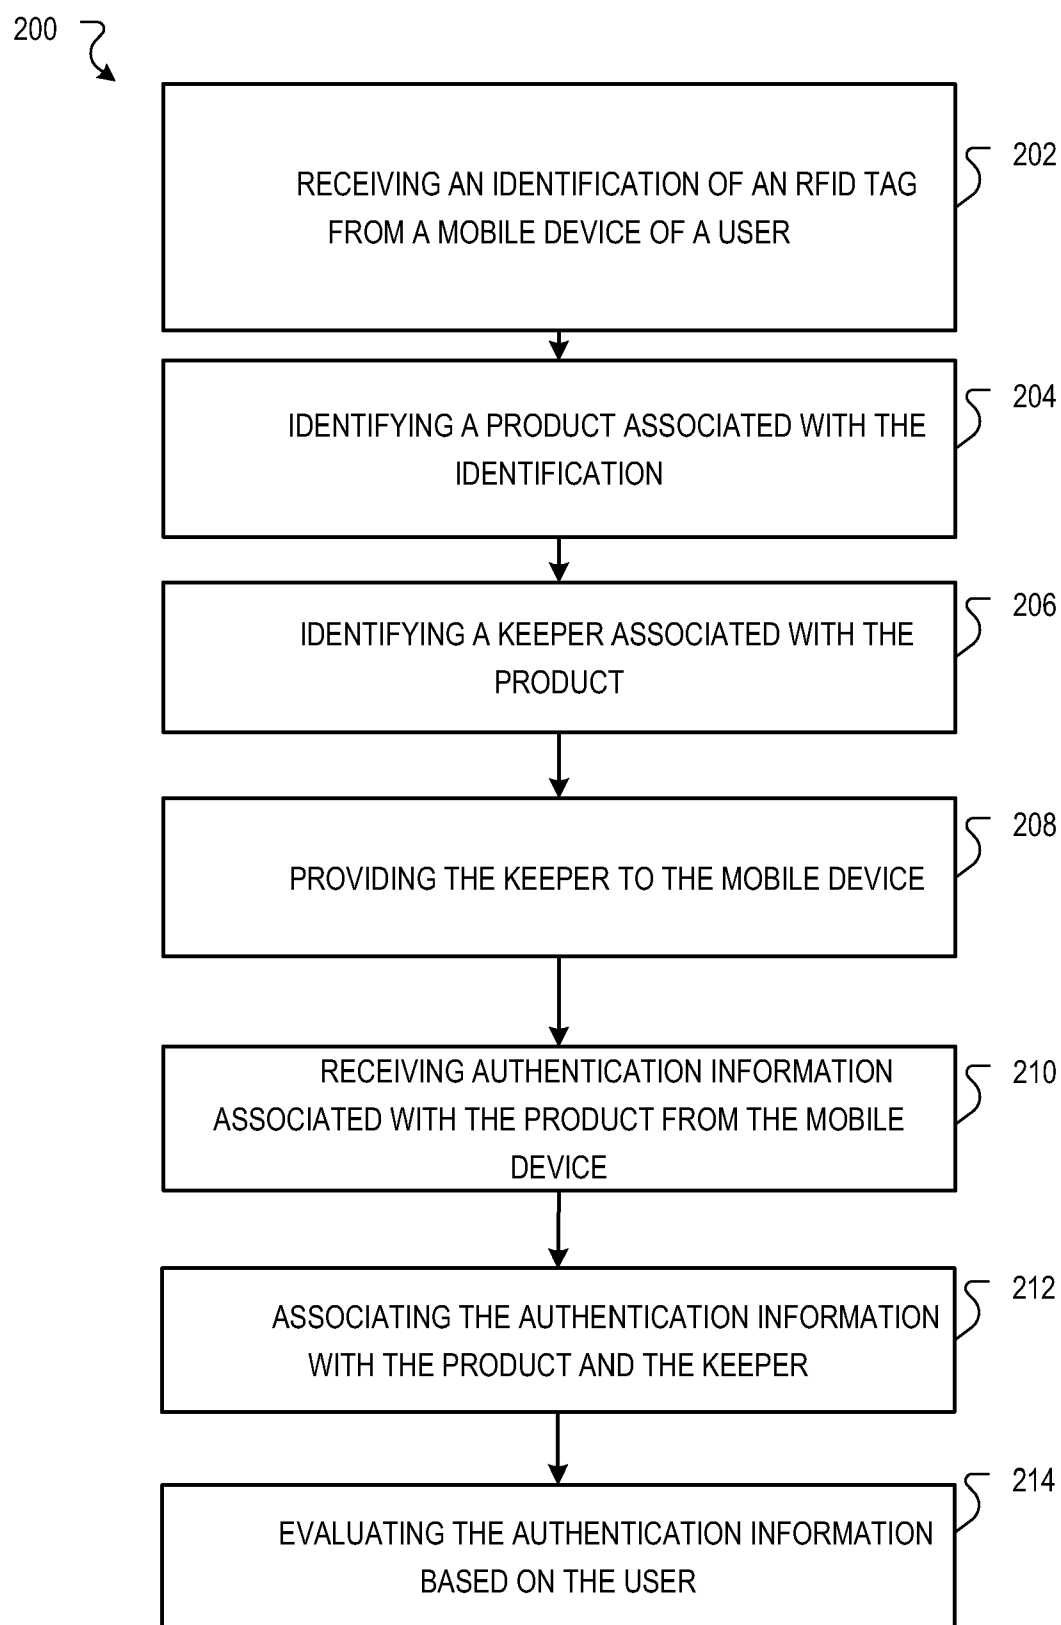 200
RECEIVING AN IDENTIFICATION OF AN RFID TAG
FROM A MOBILE DEVICE OF A USER
202
IDENTIFYING A PRODUCT ASSOCIATED WITH THE
IDENTIFICATION
204
IDENTIFYING A KEEPER ASSOCIATED WITH THE
PRODUCT
206
PROVIDING THE KEEPER TO THE MOBILE DEVICE
208
RECEIVING AUTHENTICATION INFORMATION
ASSOCIATED WITH THE PRODUCT FROM THE MOBILE
DEVICE
210
ASSOCIATING THE AUTHENTICATION INFORMATION
WITH THE PRODUCT AND THE KEEPER
212
EVALUATING THE AUTHENTICATION INFORMATION
BASED ON THE USER
214